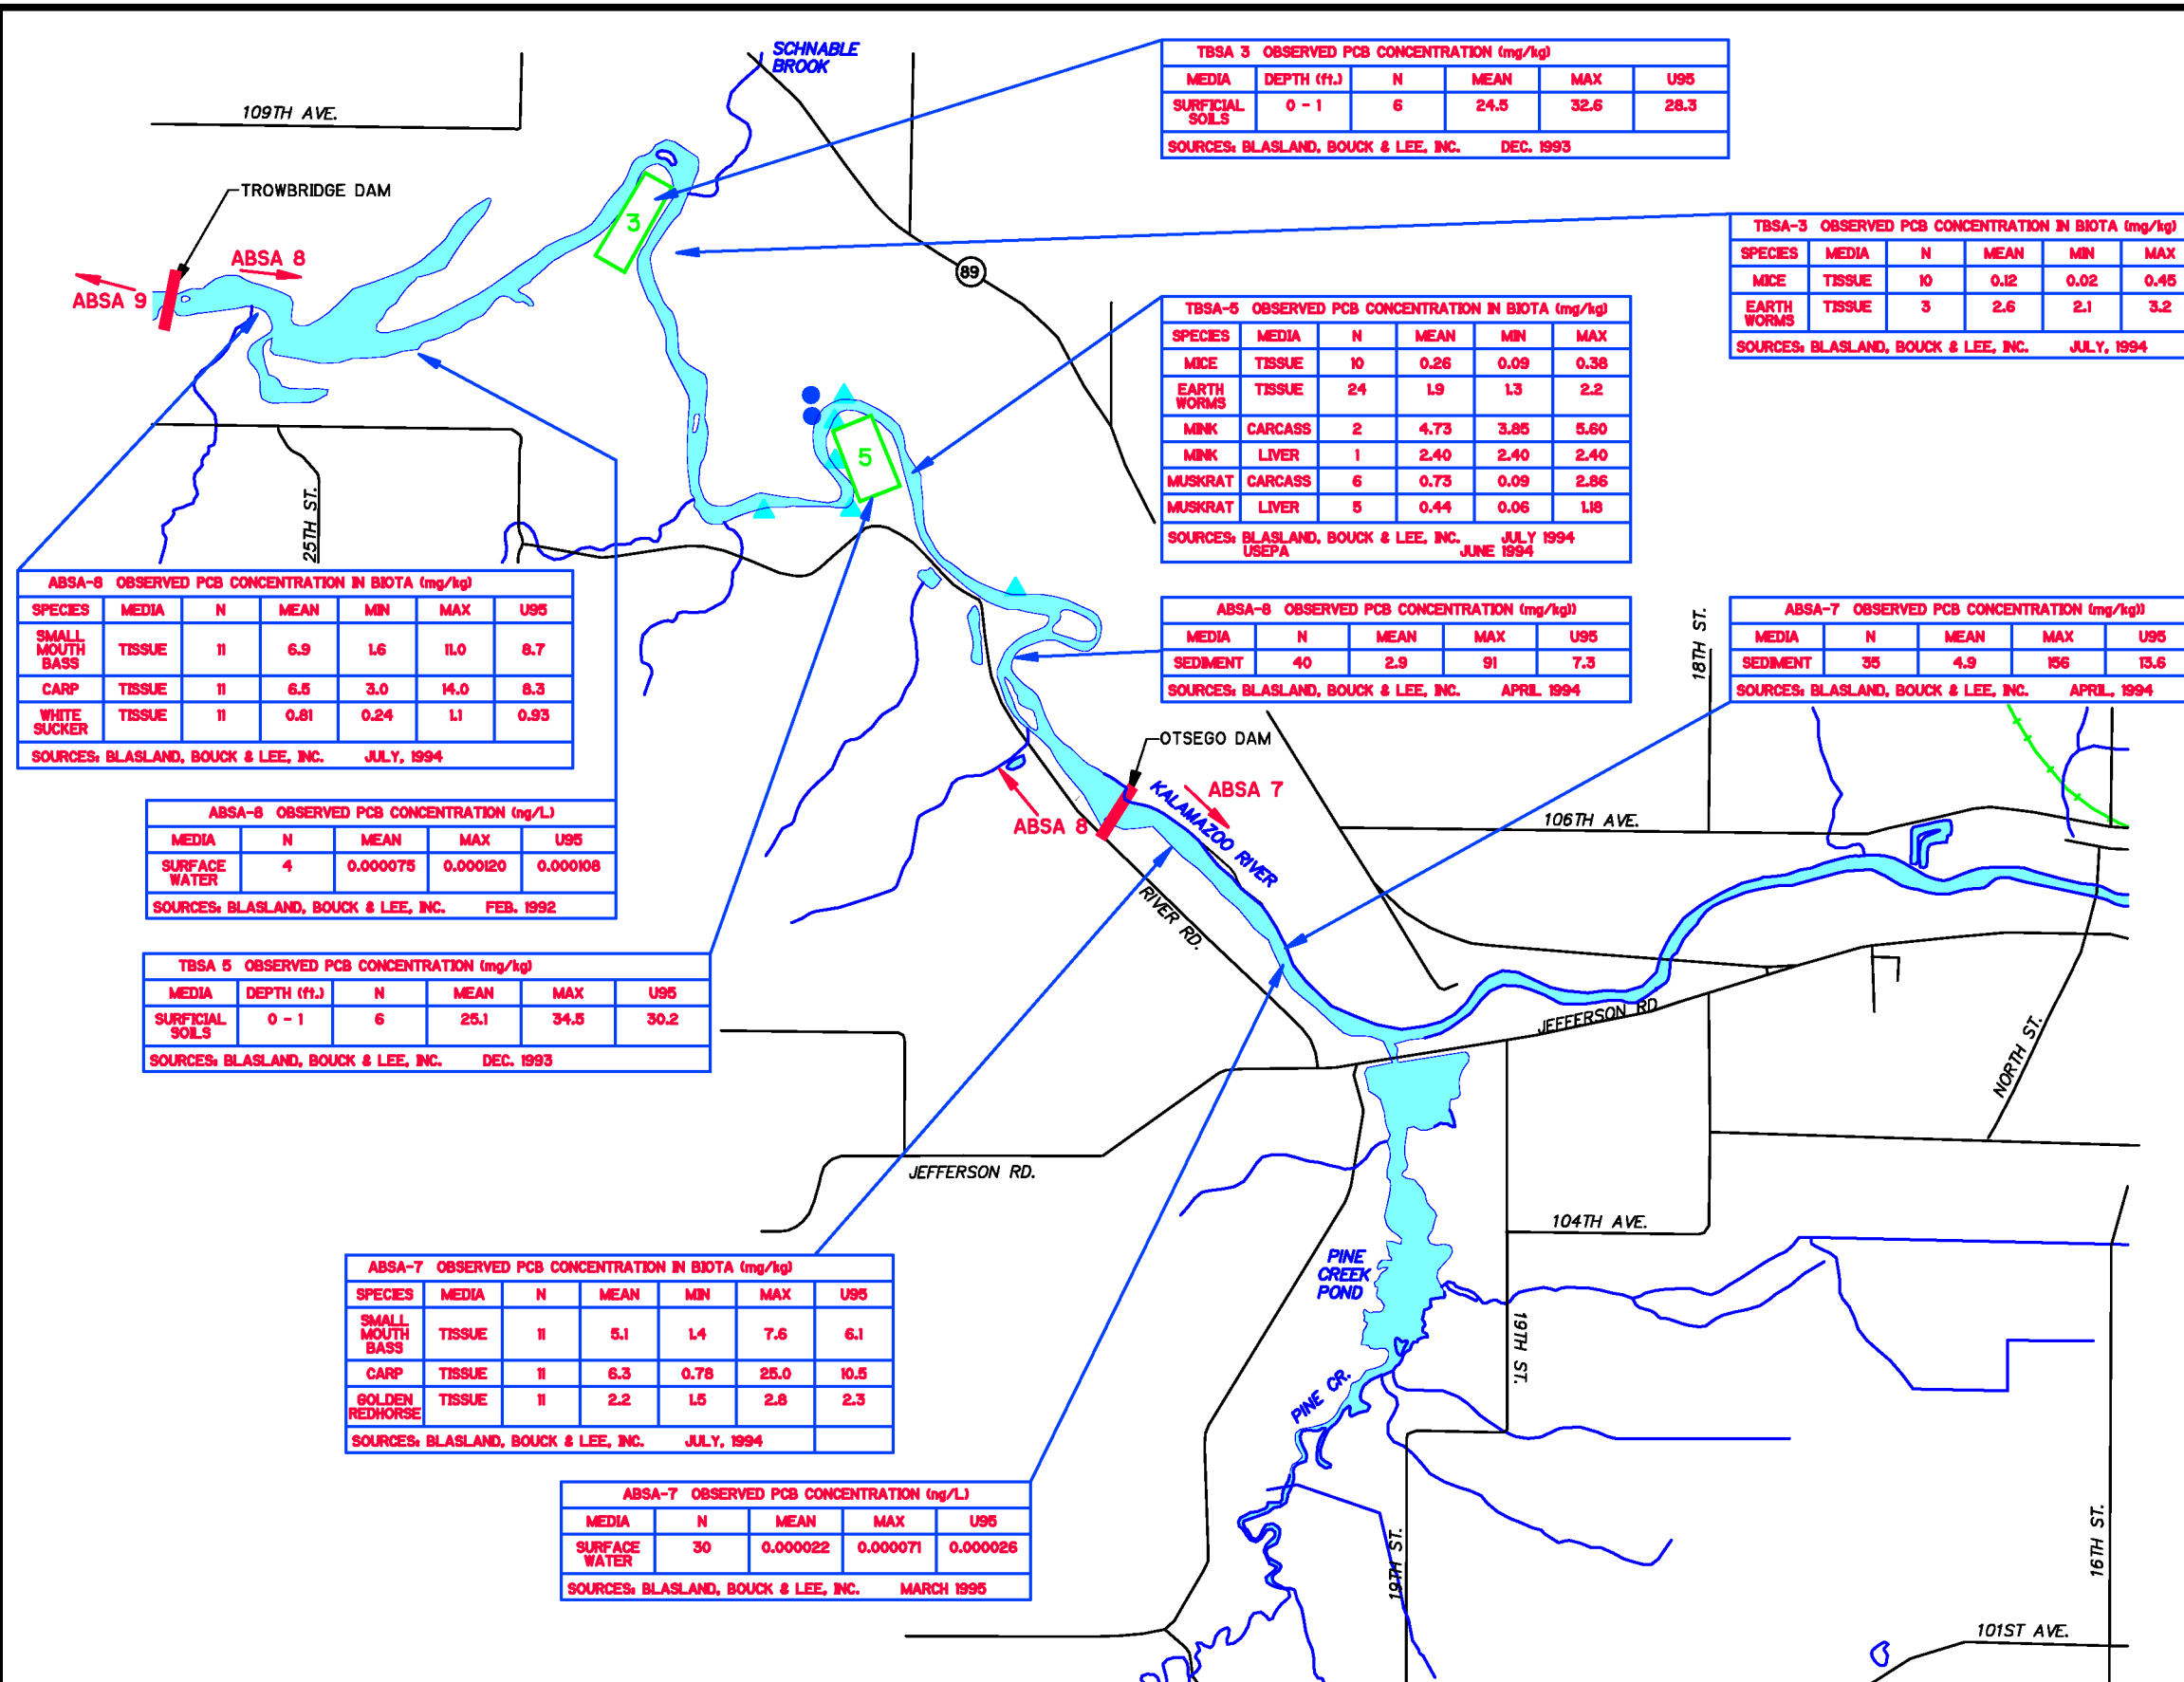 SCHNABLE
BROOK
109TH AVE.
TROWBRIDGE DAM
ABSA 8
ABSA 9
3
89
5
25TH ST.
TBSA 3 OBSERVED PCB CONCENTRATION (mg/kg)
MEDIA DEPTH (ft.) N MEAN MAX U95
SURFICIAL SOILS 0 - 1 6 24.5 32.6 28.3
SOURCES: BLASLAND, BOUCK & LEE, INC. DEC. 1993
TBSA-3 OBSERVED PCB CONCENTRATION IN BIOTA (mg/kg)
SPECIES MEDIA N MEAN MIN MAX
MICE TISSUE 10 0.12 0.02 0.45
EARTH WORMS TISSUE 3 2.6 2.1 3.2
SOURCES: BLASLAND, BOUCK & LEE, INC. JULY, 1994
TBSA-5 OBSERVED PCB CONCENTRATION IN BIOTA (mg/kg)
SPECIES MEDIA N MEAN MIN MAX
MICE TISSUE 10 0.26 0.09 0.38
EARTH WORMS TISSUE 24 1.9 1.3 2.2
MINK CARCASS 2 4.73 3.85 5.60
MINK LIVER 1 2.40 2.40 2.40
MUSKRAT CARCASS 6 0.73 0.09 2.86
MUSKRAT LIVER 5 0.44 0.06 1.18
SOURCES: BLASLAND, BOUCK & LEE, INC. JULY 1994
USEPA JUNE 1994
ABSA-8 OBSERVED PCB CONCENTRATION IN BIOTA (mg/kg)
SPECIES MEDIA N MEAN MIN MAX U95
SMALL MOUTH BASS TISSUE 11 6.9 1.6 11.0 8.7
CARP TISSUE 11 6.5 3.0 14.0 8.3
WHITE SUCKER TISSUE 11 0.81 0.24 1.1 0.93
SOURCES: BLASLAND, BOUCK & LEE, INC. JULY, 1994
ABSA-8 OBSERVED PCB CONCENTRATION (mg/kg))
MEDIA N MEAN MAX U95
SEDIMENT 40 2.9 91 7.3
SOURCES: BLASLAND, BOUCK & LEE, INC. APRIL 1994
18TH ST.
ABSA-7 OBSERVED PCB CONCENTRATION (mg/kg))
MEDIA N MEAN MAX U95
SEDIMENT 35 4.9 156 13.6
SOURCES: BLASLAND, BOUCK & LEE, INC. APRIL, 1994
OTSEGO DAM
ABSA 7
ABSA 8
KALAMAZOO RIVER
106TH AVE.
RIVER RD.
ABSA-8 OBSERVED PCB CONCENTRATION (ng/L)
MEDIA N MEAN MAX U95
SURFACE WATER 4 0.000075 0.000120 0.000108
SOURCES: BLASLAND, BOUCK & LEE, INC. FEB. 1992
TBSA 5 OBSERVED PCB CONCENTRATION (mg/kg)
MEDIA DEPTH (ft.) N MEAN MAX U95
SURFICIAL SOILS 0 - 1 6 25.1 34.5 30.2
SOURCES: BLASLAND, BOUCK & LEE, INC. DEC. 1993
JEFFERSON RD
NORTH ST.
JEFFERSON RD.
104TH AVE.
PINE
CREEK
POND
19TH ST.
PINE CR.
ABSA-7 OBSERVED PCB CONCENTRATION IN BIOTA (mg/kg)
SPECIES MEDIA N MEAN MIN MAX U95
SMALL MOUTH BASS TISSUE 11 5.1 1.4 7.6 6.1
CARP TISSUE 11 6.3 0.78 25.0 10.5
GOLDEN REDHORSE TISSUE 11 2.2 1.5 2.8 2.3
SOURCES: BLASLAND, BOUCK & LEE, INC. JULY, 1994
ABSA-7 OBSERVED PCB CONCENTRATION (ng/L)
MEDIA N MEAN MAX U95
SURFACE WATER 30 0.000022 0.000071 0.000026
SOURCES: BLASLAND, BOUCK & LEE, INC. MARCH 1995
19TH ST.
16TH ST.
101ST AVE.